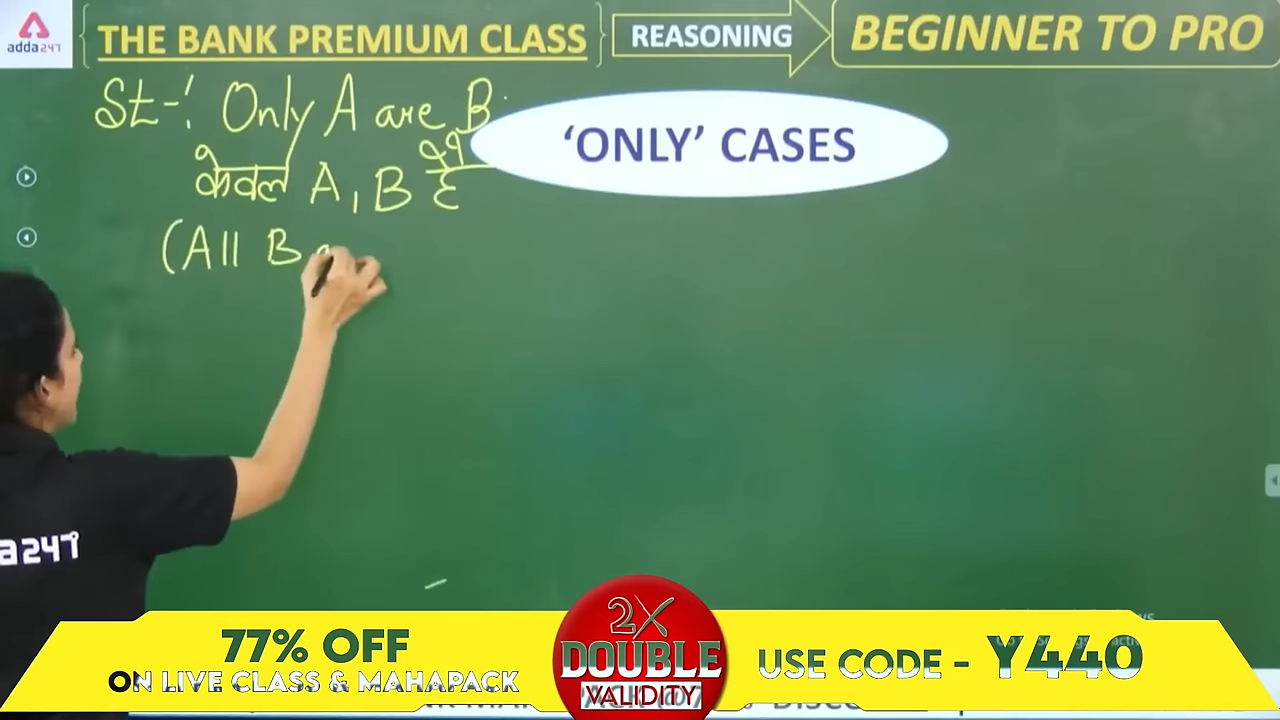 adda247
THE BANK PREMIUM CLASS
REASONING
BEGINNER TO PRO
St-! Only A are B.
केवल A, B
(All B a
'ONLY' CASES
a247
77% OFF
ON LIVE CLASS & MAHAPACK
2X
DOUBLE
VALIDITY
USE CODE - Y440